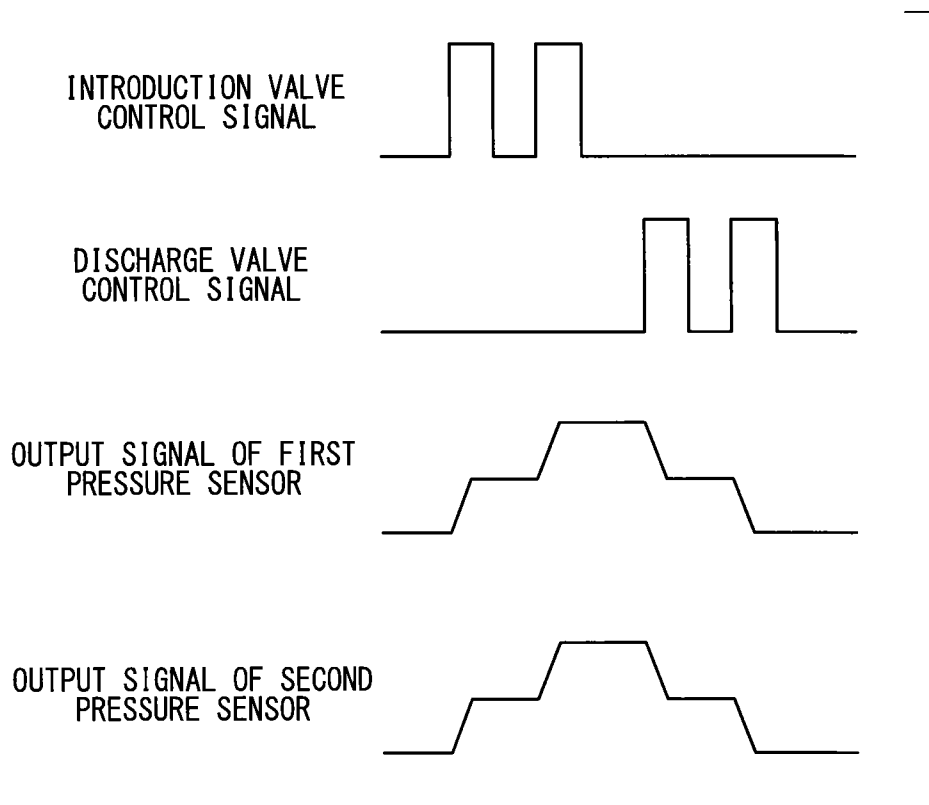 INTRODUCTION VALVE
CONTROL SIGNAL
DISCHARGE VALVE
CONTROL SIGNAL
OUTPUT SIGNAL OF FIRST
PRESSURE SENSOR
OUTPUT SIGNAL OF SECOND
PRESSURE SENSOR